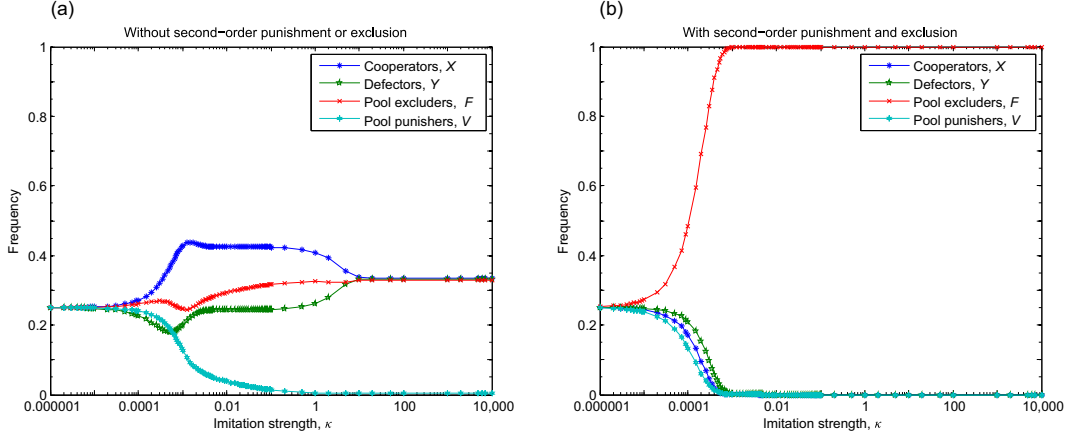 (a)
Without second−order punishment or exclusion
1
0.8
0.6
0.4
0.2
0
Frequency
Cooperators, X
Defectors, Y
Pool excluders, F
Pool punishers, V
0.000001 0.0001 0.01 1 100 10,000
Imitation strength, κ
(b)
With second−order punishment and exclusion
1
0.8
0.6
0.4
0.2
0
Frequency
Cooperators, X
Defectors, Y
Pool excluders, F
Pool punishers, V
0.000001 0.0001 0.01 1 100 10,000
Imitation strength, κ